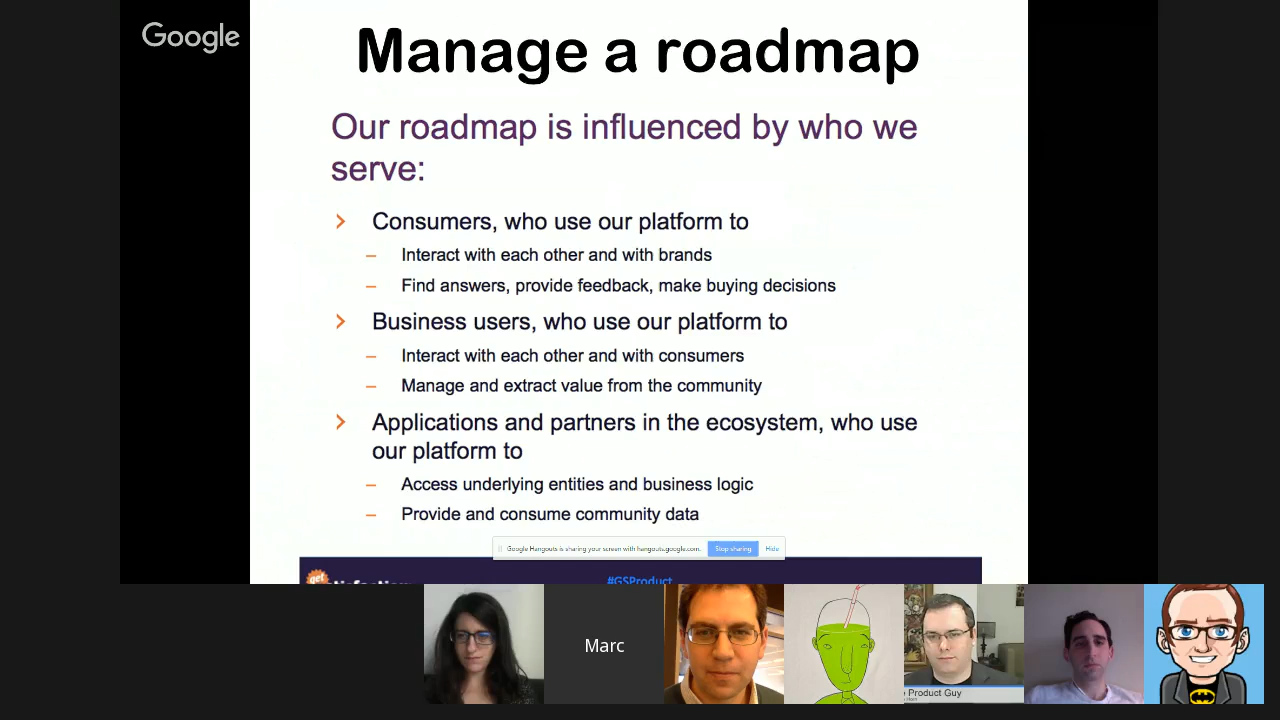 Google
Manage a roadmap
Our roadmap is influenced by who we
serve:
Consumers, who use our platform to
Interact with each other and with brands
Find answers, provide feedback, make buying decisions
Business users, who use our platform to
Interact with each other and with consumers
Manage and extract value from the community
Applications and partners in the ecosystem, who use
our platform to
Access underlying entities and business logic
Provide and consume community data
Google Hangouts is sharing your screen with hangouts.google.com. Stop sharing Hide
get
#GSProduct
Marc
Product Guy